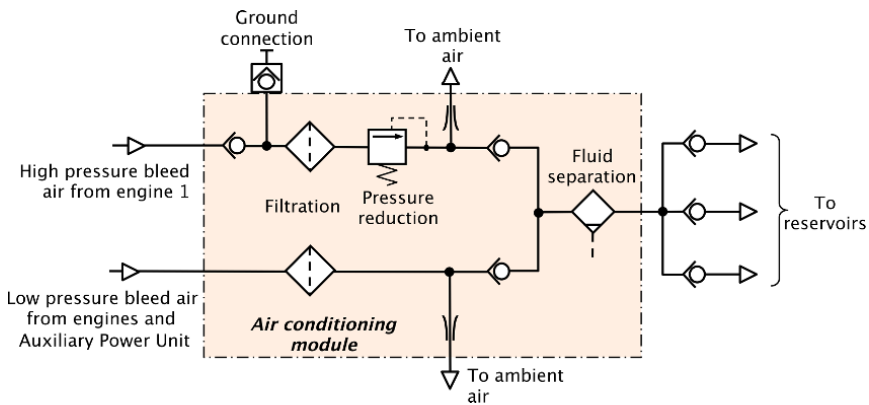 Ground
connection
To ambient
air
High pressure bleed
air from engine 1
Filtration
Pressure
reduction
Fluid
separation
To
reservoirs
Low pressure bleed air
from engines and
Auxiliary Power Unit
Air conditioning
module
To ambient
air